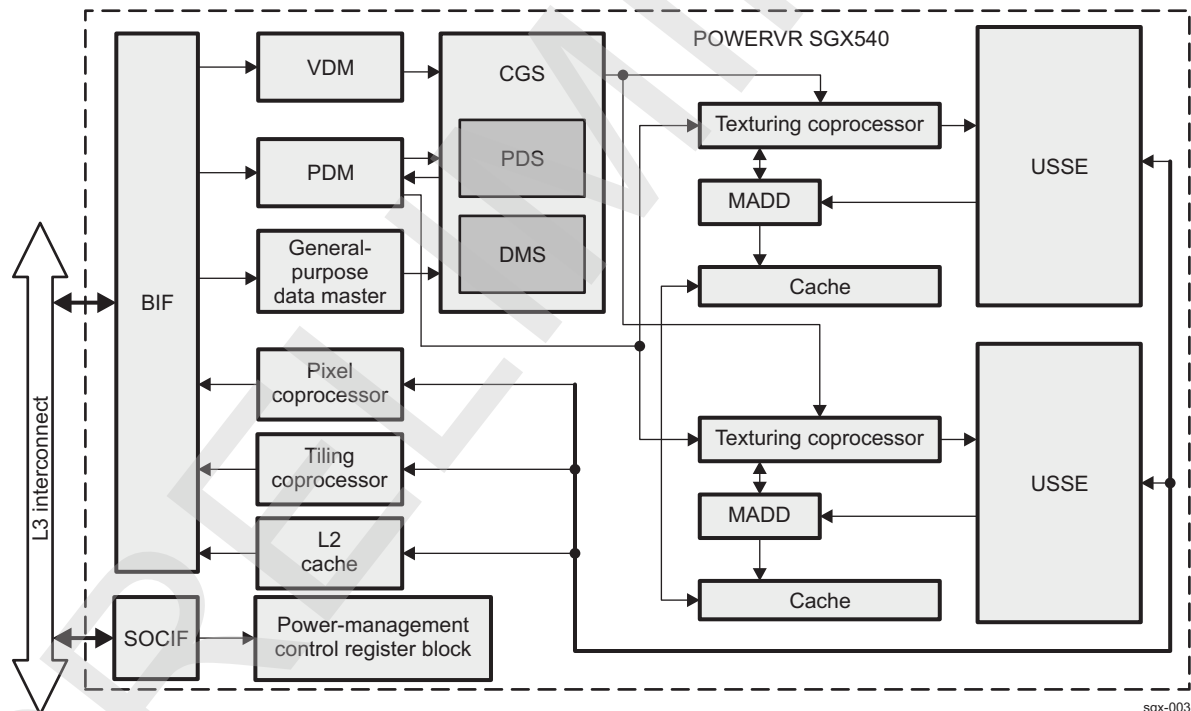 POWERVR SGX540
VDM
CGS
Texturing coprocessor
USSE
PDM
PDS
MADD
General-
purpose
data master
DMS
Cache
BIF
L3 interconnect
Pixel
coprocessor
Tiling
coprocessor
Texturing coprocessor
USSE
MADD
L2
cache
Cache
SOCIF
Power-management
control register block
sgx-003
PRELIMI